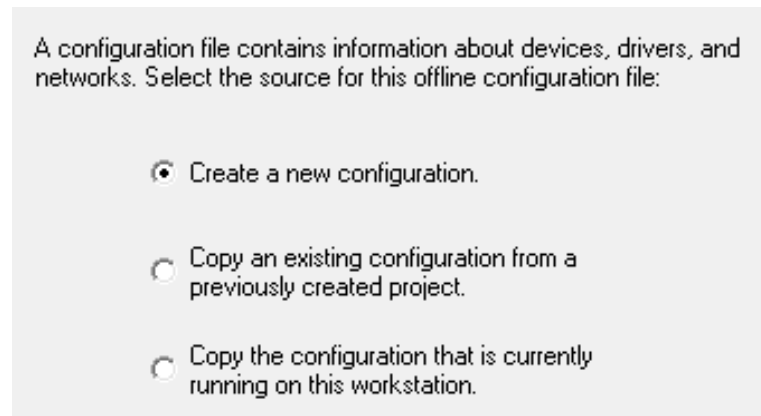 A configuration file contains information about devices, drivers, and
networks. Select the source for this offline configuration file:
Create a new configuration.
Copy an existing configuration from a
previously created project.
Copy the configuration that is currently
running on this workstation.